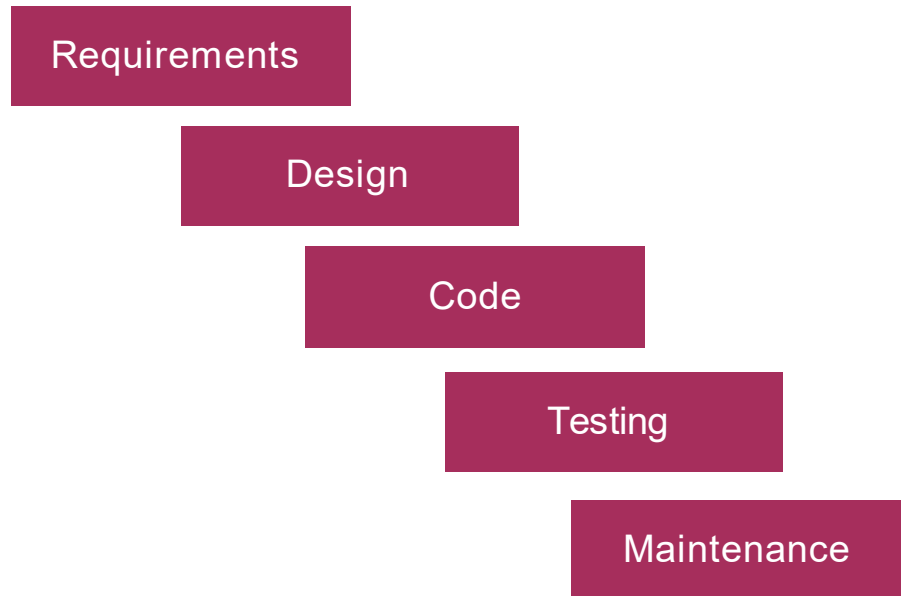 Requirements
Design
Code
Testing
Maintenance